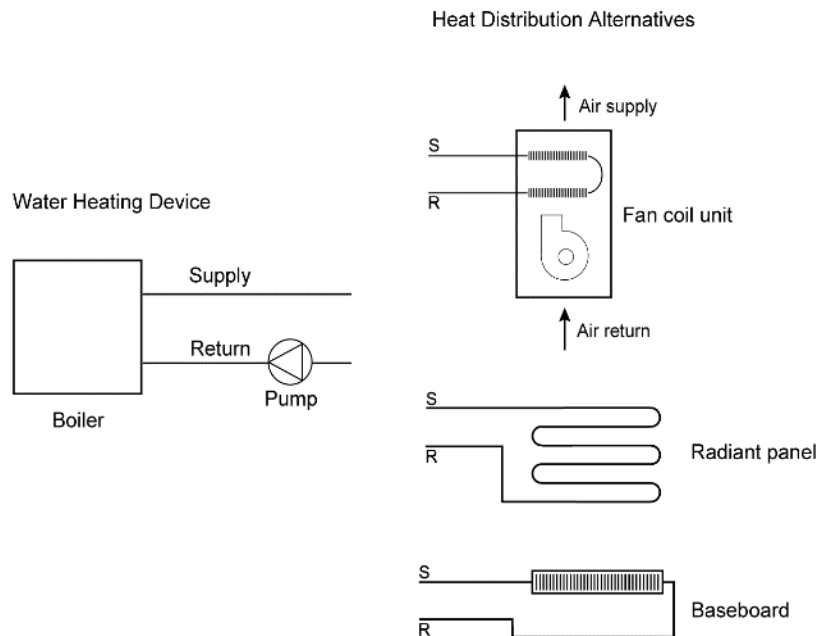 Heat Distribution Alternatives
Air supply
S
R
Fan coil unit
Air return
Water Heating Device
Supply
Return
Pump
Boiler
S
R
Radiant panel
S
R
Baseboard